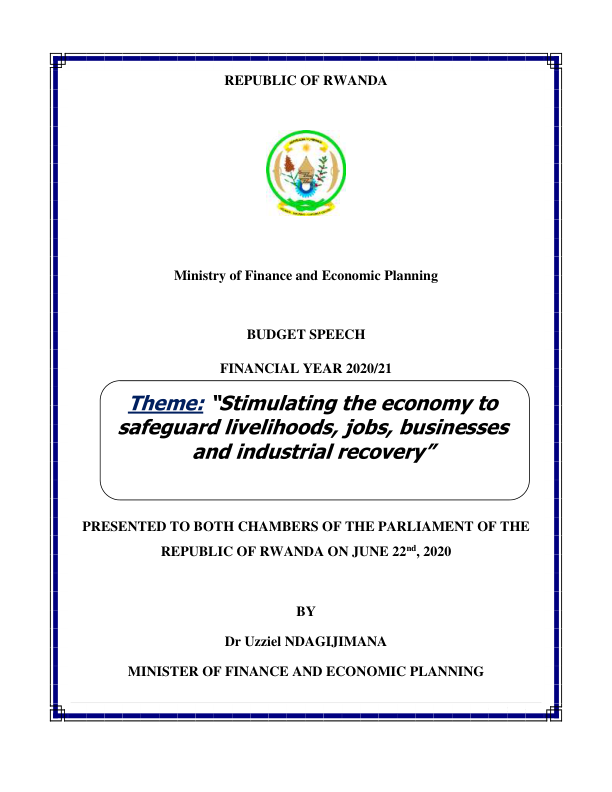 REPUBLIC OF RWANDA
Ministry of Finance and Economic Planning
BUDGET SPEECH
FINANCIAL YEAR 2020/21
Theme: “Stimulating the economy to
safeguard livelihoods, jobs, businesses
and industrial recovery”
PRESENTED TO BOTH CHAMBERS OF THE PARLIAMENT OF THE
REPUBLIC OF RWANDA ON JUNE 22nd, 2020
BY
Dr Uzziel NDAGIJIMANA
MINISTER OF FINANCE AND ECONOMIC PLANNING